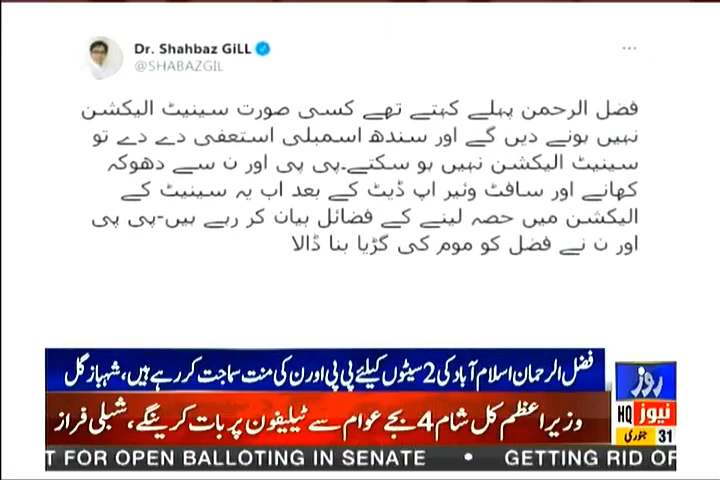 Dr. Shahbaz GiLL
@SHABAZGIL
فضل الرحمن پہلے کہتے تھے کسی صورت سینیٹ الیکشن
نہیں ہونے دیں گے اور سندھ اسمبلی استعفی دے دے تو
سینیٹ الیکشن نہیں ہو سکتے۔پی پی اور ن سے دھوکہ
کھانے اور سافٹ وئیر اپ ڈیٹ کے بعد اب یہ سینیٹ کے
الیکشن میں حصہ لینے کے فضائل بیان کر رہے ہیں-پی پی
اور ن نے فضل کو موم کی گڑیا بنا ڈالا
فضل الرحمان اسلام آباد کی 2 سیٹوں کیلئے پی پی اور ن کی منت سماجت کر رہے ہیں، شہباز گل
وزیراعظم کل شام 4 بجے عوام سے ٹیلیفون پر بات کرینگے، شبلی فراز
روز
HQ نیوز
31 جنوری
T FOR OPEN BALLOTING IN SENATE • GETTING RID OF